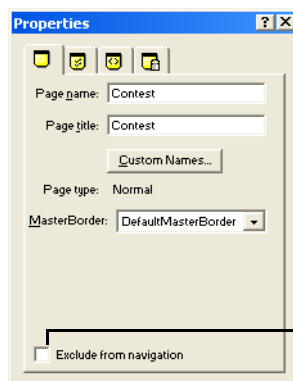 Properties
Page name: Contest
Page title: Contest
Custom Names...
Page type: Normal
MasterBorder: DefaultMasterBorder
Exclude from navigation